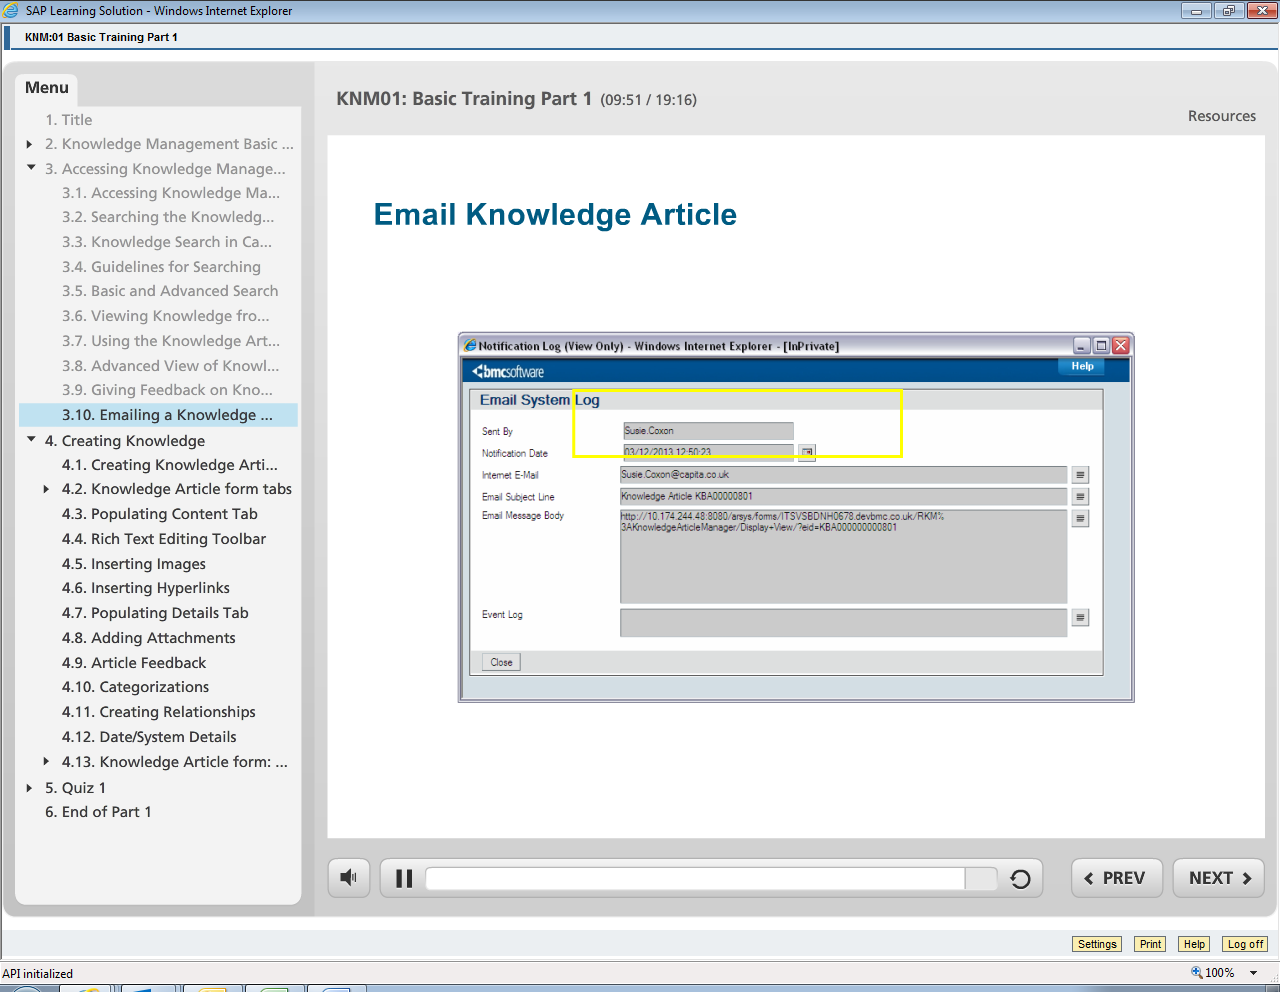 SAP Learning Solution - Windows Internet Explorer
KNM:01 Basic Training Part 1
Menu
1. Title
2. Knowledge Management Basic ...
3. Accessing Knowledge Manage...
3.1. Accessing Knowledge Ma...
3.2. Searching the Knowledg...
3.3. Knowledge Search in Ca...
3.4. Guidelines for Searching
3.5. Basic and Advanced Search
3.6. Viewing Knowledge fro...
3.7. Using the Knowledge Art...
3.8. Advanced View of Knowl...
3.9. Giving Feedback on Kno...
3.10. Emailing a Knowledge ...
4. Creating Knowledge
4.1. Creating Knowledge Arti...
4.2. Knowledge Article form tabs
4.3. Populating Content Tab
4.4. Rich Text Editing Toolbar
4.5. Inserting Images
4.6. Inserting Hyperlinks
4.7. Populating Details Tab
4.8. Adding Attachments
4.9. Article Feedback
4.10. Categorizations
4.11. Creating Relationships
4.12. Date/System Details
4.13. Knowledge Article form: ...
5. Quiz 1
6. End of Part 1
KNM01: Basic Training Part 1 (09:51 / 19:16)
Resources
Email Knowledge Article
Notification Log (View Only) - Windows Internet Explorer - [InPrivate]
bmcsoftware
Help
Email System Log
Sent By Susie.Coxon
Notification Date 03/12/2013 12:50:23
Internet E-Mail Susie.Coxon@capita.co.uk
Email Subject Line Knowledge Article KBA00000801
Email Message Body http://10.174.244.48:8080/arsys/forms/ITSVSBDNH0678.devbmc.co.uk/RKM%
3AKnowledgeArticleManager/Display+View/?eid=KBA000000000801
Event Log
Close
PREV
NEXT
Settings Print Help Log off
API initialized
100%